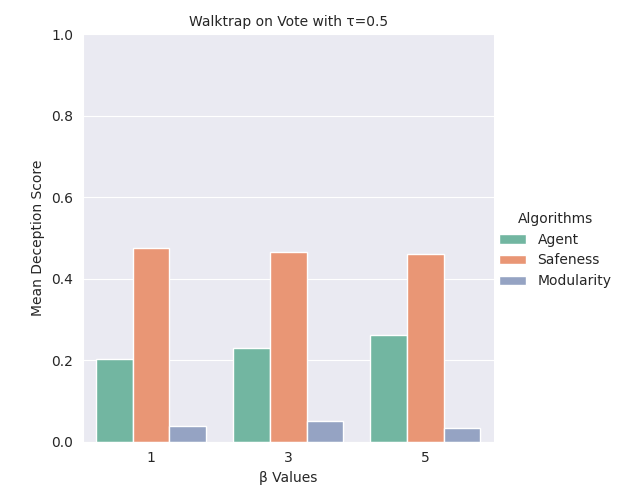 Walktrap on Vote with τ=0.5
1.0
0.8
0.6
0.4
0.2
0.0
Mean Deception Score
1
3
5
β Values
Algorithms
Agent
Safeness
Modularity